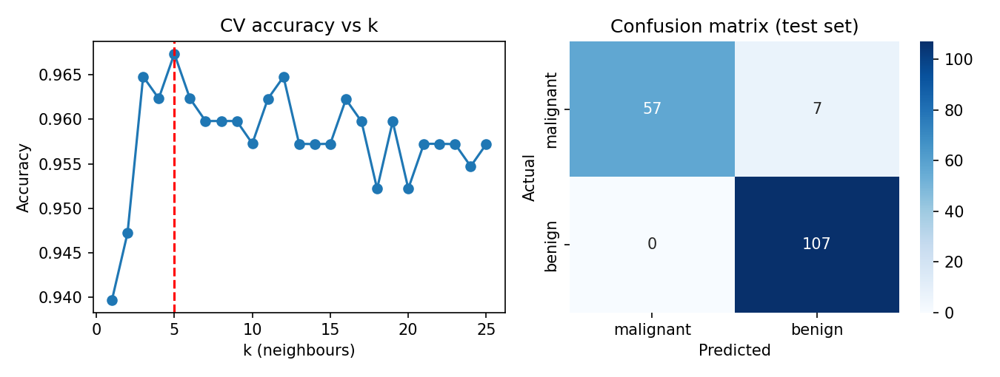 CV accuracy vs k
Accuracy
0.965
0.960
0.955
0.950
0.945
0.940
0 5 10 15 20 25
k (neighbours)
Confusion matrix (test set)
Actual
malignant
benign
57 7
0 107
malignant benign
Predicted
100
80
60
40
20
0